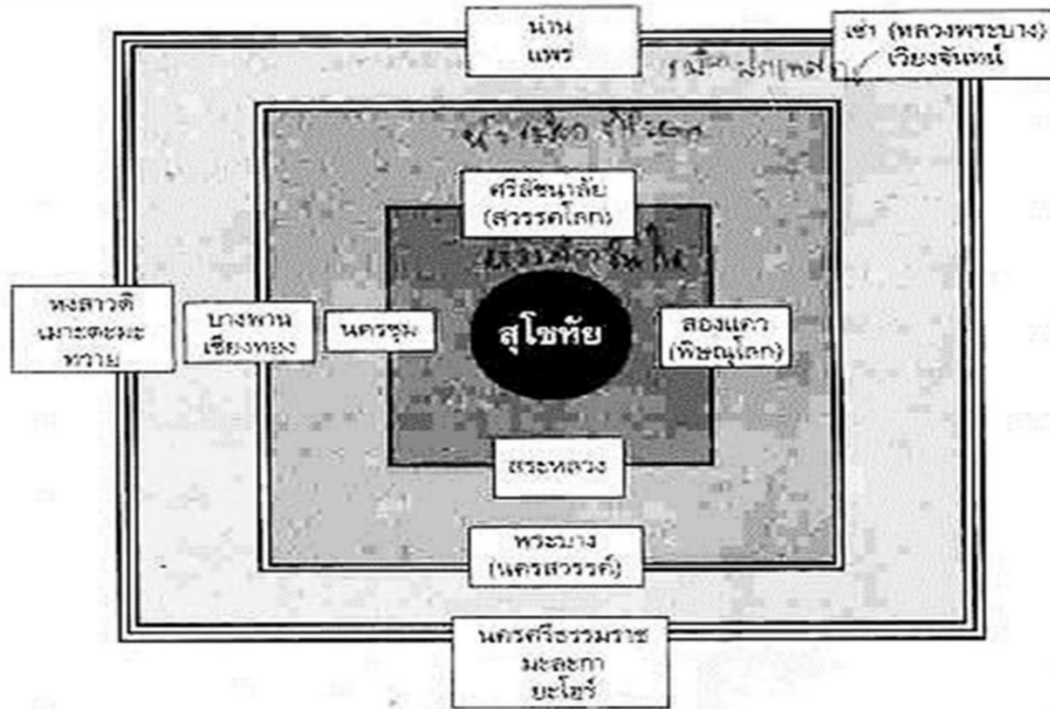 น่าน
แพร่
เซ่า (หลวงพระบาง)
เวียงจันทน์
ศรีสัชนาลัย
(สวรรคโลก)
หงสาวดี
เมาะตะมะ
ทวาย
บางพาน
เชียงทอง
นครชุม
สุโขทัย
สองแคว
(พิษณุโลก)
สระหลวง
พระบาง
(นครสวรรค์)
นครศรีธรรมราช
มะละกา
ยะโฮร์